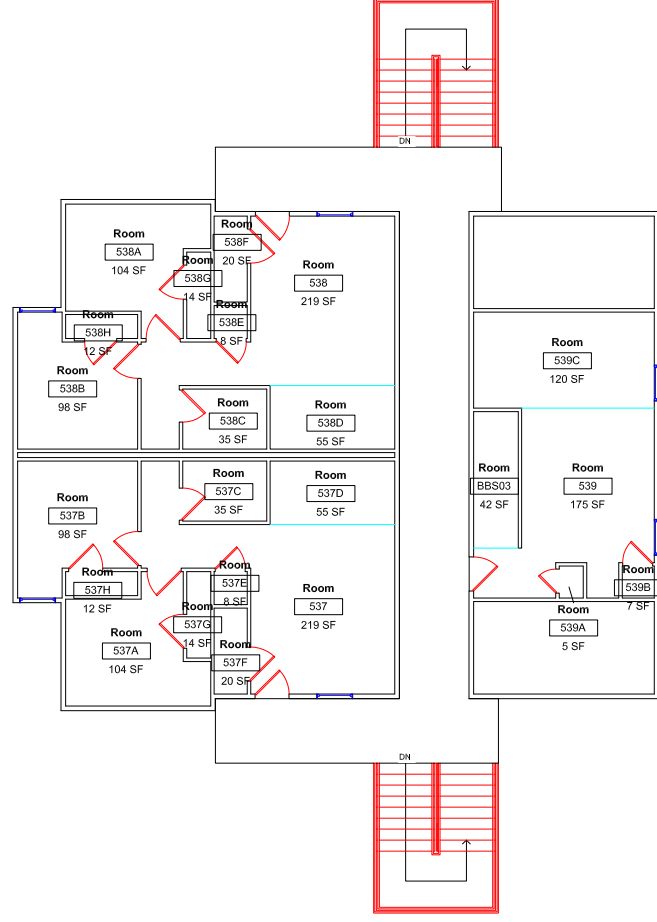 DN
Room
538A
104 SF
Room
538F
20 SF
Room
538G
14 SF
Room
538
219 SF
Room
538H
12 SF
Room
538E
8 SF
Room
538B
98 SF
Room
538C
35 SF
Room
538D
55 SF
Room
539C
120 SF
Room
537B
98 SF
Room
537C
35 SF
Room
537D
55 SF
Room
BBS03
42 SF
Room
539
175 SF
Room
537H
12 SF
Room
537E
8 SF
Room
537
219 SF
Room
539B
7 SF
Room
537G
14 SF
Room
537A
104 SF
Room
537F
20 SF
Room
539A
5 SF
DN